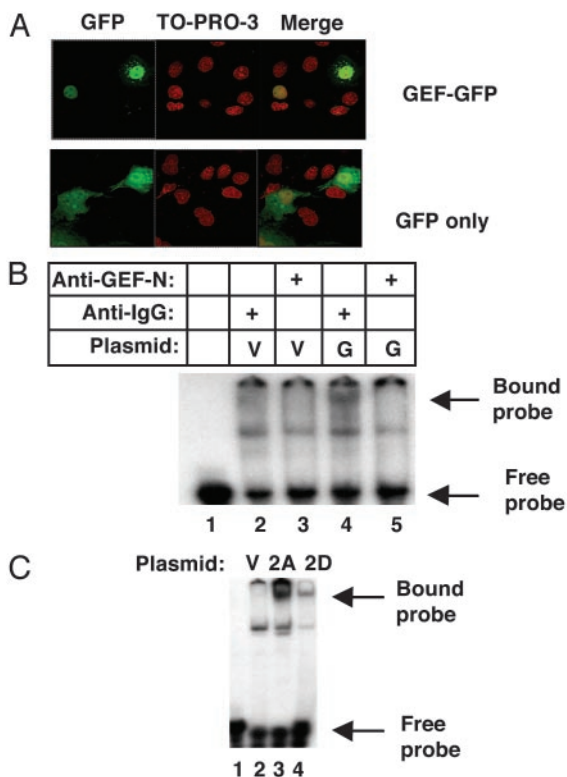 A
GFP TO-PRO-3 Merge
GEF-GFP
GFP only
B
Anti-GEF-N: + +
Anti-IgG: + +
Plasmid: V V G G
Bound
probe
Free
probe
1 2 3 4 5
C
Plasmid: V 2A 2D
Bound
probe
Free
probe
1 2 3 4